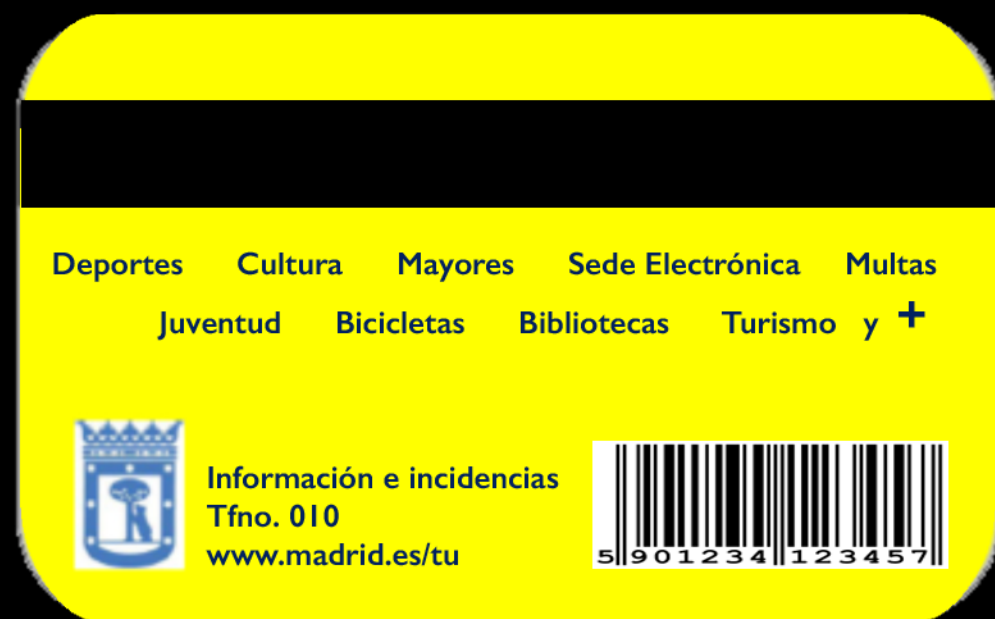 Deportes Cultura Mayores Sede Electrónica Multas
Juventud Bicicletas Bibliotecas Turismo y +
Información e incidencias
Tfno. 010
www.madrid.es/tu
5 901234 123457